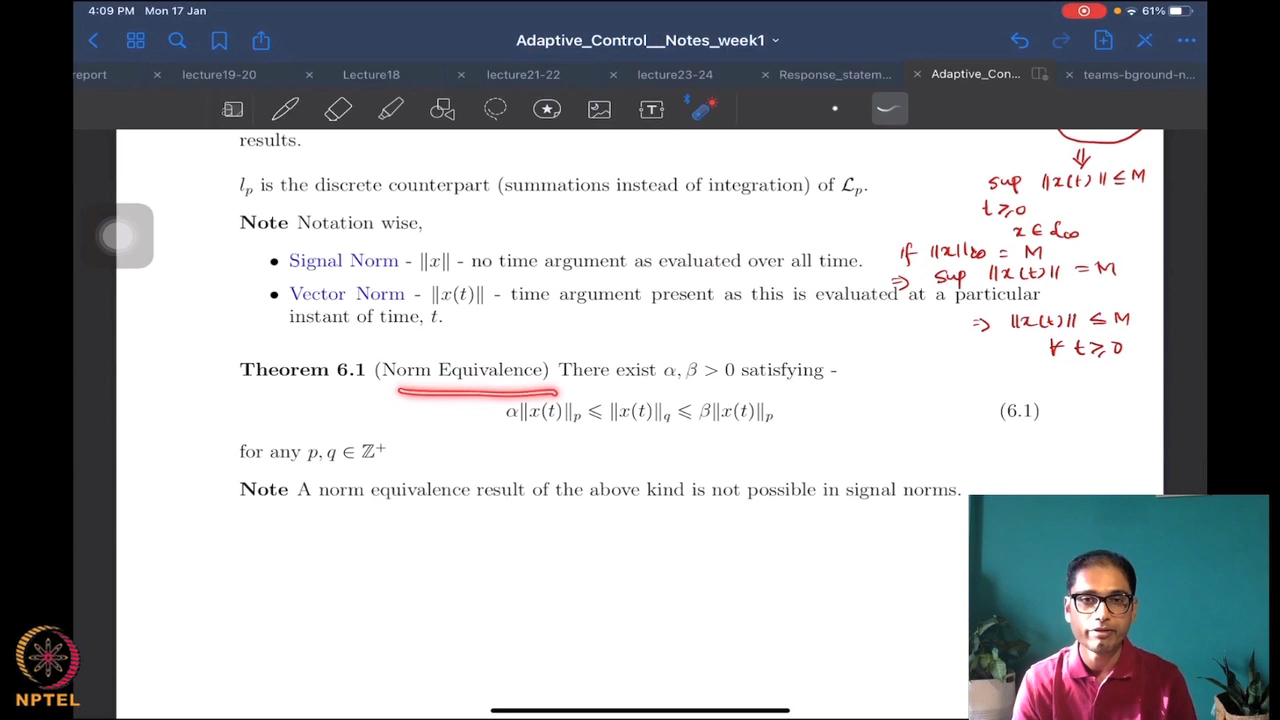 4:09 PM Mon 17 Jan
61%
Adaptive_Control__Notes_week1
report
lecture19-20
Lecture18
lecture21-22
lecture23-24
Response_statem...
Adaptive_Con...
teams-bground-n...
results.
l_p is the discrete counterpart (summations instead of integration) of 𝓛_p.
⇓
sup ‖x(t)‖ ≤ M
t ≥ 0
x ∈ 𝓛∞
Note Notation wise,
• Signal Norm - ‖x‖ - no time argument as evaluated over all time.
if ‖x‖∞ = M
⇒ sup ‖x(t)‖ = M
• Vector Norm - ‖x(t)‖ - time argument present as this is evaluated at a particular
instant of time, t.
⇒ ‖x(t)‖ ≤ M
∀ t ≥ 0
Theorem 6.1 (Norm Equivalence) There exist α, β > 0 satisfying -
α‖x(t)‖_p ⩽ ‖x(t)‖_q ⩽ β‖x(t)‖_p (6.1)
for any p, q ∈ ℤ⁺
Note A norm equivalence result of the above kind is not possible in signal norms.
NPTEL